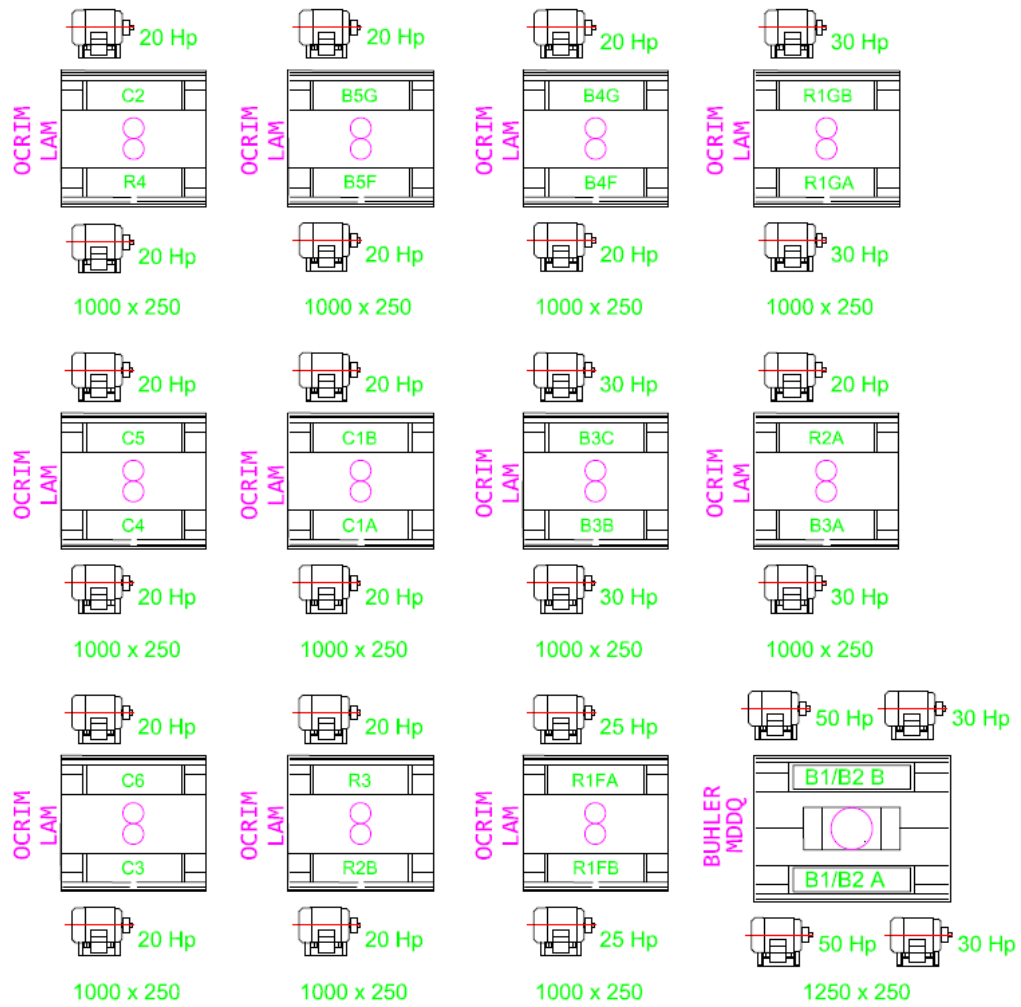 20 Hp
20 Hp
20 Hp
30 Hp
OCRIM
LAM
C2
R4
OCRIM
LAM
B5G
B5F
OCRIM
LAM
B4G
B4F
OCRIM
LAM
R1GB
R1GA
20 Hp
20 Hp
20 Hp
30 Hp
1000 x 250
1000 x 250
1000 x 250
1000 x 250
20 Hp
20 Hp
30 Hp
20 Hp
OCRIM
LAM
C5
C4
OCRIM
LAM
C1B
C1A
OCRIM
LAM
B3C
B3B
OCRIM
LAM
R2A
B3A
20 Hp
20 Hp
30 Hp
30 Hp
1000 x 250
1000 x 250
1000 x 250
1000 x 250
20 Hp
20 Hp
25 Hp
50 Hp
30 Hp
OCRIM
LAM
C6
C3
OCRIM
LAM
R3
R2B
OCRIM
LAM
R1FA
R1FB
BUHLER
MDDQ
B1/B2 B
B1/B2 A
20 Hp
20 Hp
25 Hp
50 Hp
30 Hp
1000 x 250
1000 x 250
1000 x 250
1250 x 250